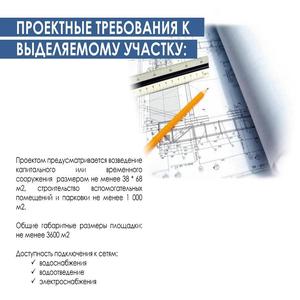 ПРОЕКТНЫЕ ТРЕБОВАНИЯ К
ВЫДЕЛЯЕМОМУ УЧАСТКУ:
Проектом предусматривается возведение
капитального или временного
сооружения размером не менее 38 * 68
м2, строительство вспомогательных
помещений и парковки не менее 1 000
м2.
Общие габаритные размеры площадки:
не менее 3600 м2
Доступность подключения к сетям:
✓ водоснабжения
✓ водоотведение
✓ электроснабжения